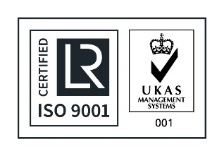 CERTIFIED
LR
ISO 9001
UKAS
MANAGEMENT
SYSTEMS
001